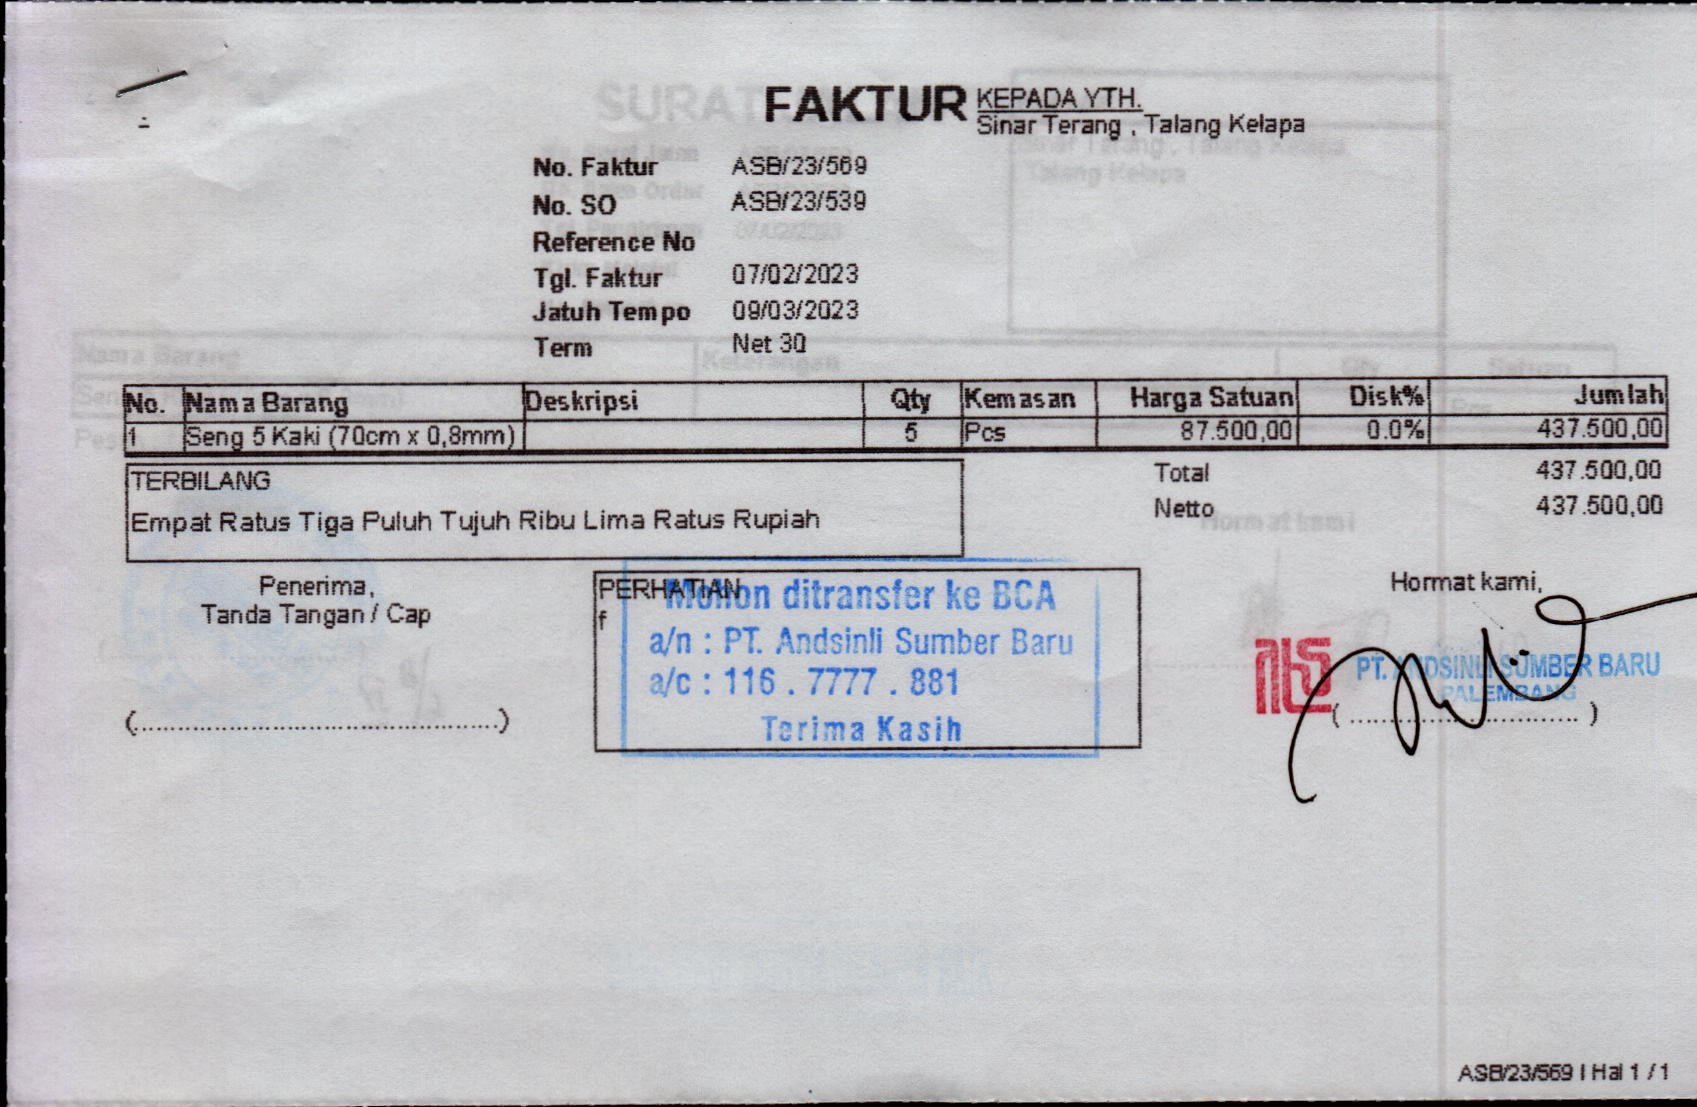 FAKTUR
KEPADA YTH.
Sinar Terang , Talang Kelapa
No. Faktur ASB/23/569
No. SO ASB/23/539
Reference No
Tgl. Faktur 07/02/2023
Jatuh Tempo 09/03/2023
Term Net 30
No. Nama Barang Deskripsi Qty Kemasan Harga Satuan Disk% Jumlah
1 Seng 5 Kaki (70cm x 0,8mm) 5 Pcs 87.500,00 0.0% 437.500,00
TERBILANG
Empat Ratus Tiga Puluh Tujuh Ribu Lima Ratus Rupiah
Total 437.500,00
Netto 437.500,00
Penerima,
Tanda Tangan / Cap
(..........................................)
PERHATIAN
f
Mohon ditransfer ke BCA
a/n : PT. Andsinli Sumber Baru
a/c : 116 . 7777 . 881
Terima Kasih
Hormat kami,
PT. ANDSINLI SUMBER BARU
PALEMBANG
( .............................. )
ASB/23/569 | Hal 1 / 1